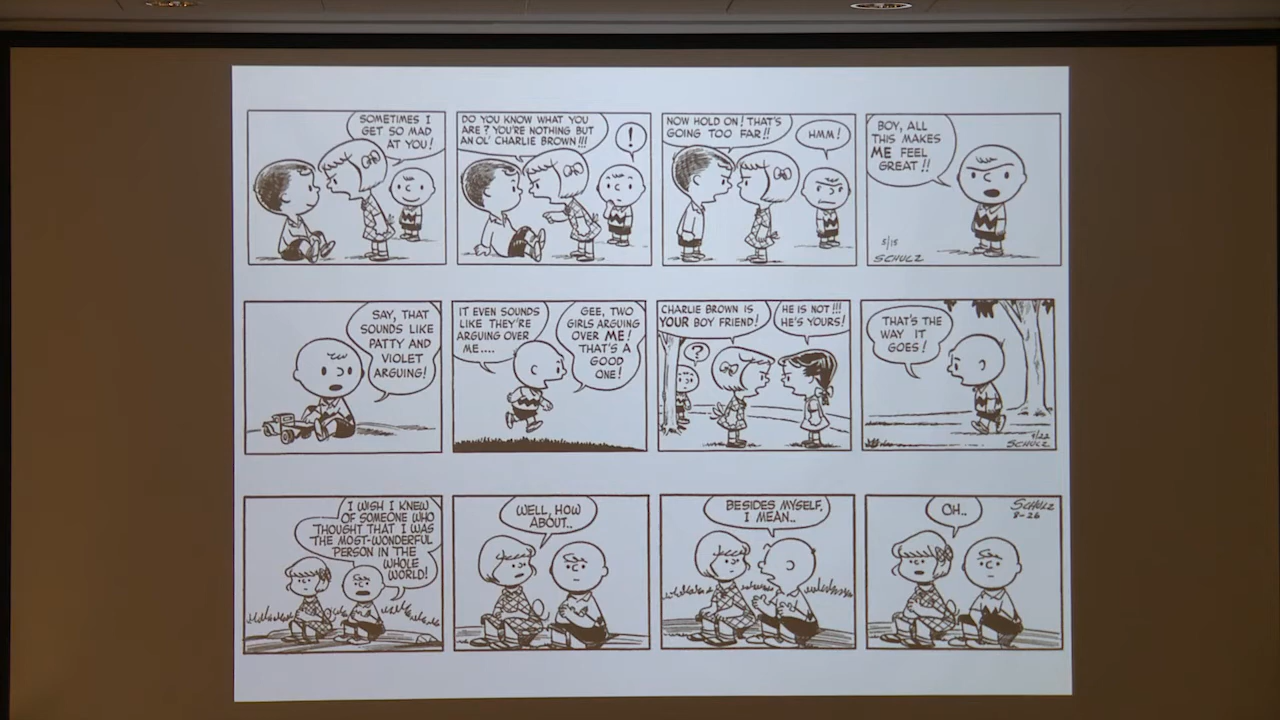 SOMETIMES I
GET SO MAD
AT YOU!
DO YOU KNOW WHAT YOU
ARE? YOU'RE NOTHING BUT
AN OL' CHARLIE BROWN!!!
!
NOW HOLD ON! THAT'S
GOING TOO FAR!!
HMM!
BOY, ALL
THIS MAKES
ME FEEL
GREAT!!
5/15
SCHULZ
SAY, THAT
SOUNDS LIKE
PATTY AND
VIOLET
ARGUING!
IT EVEN SOUNDS
LIKE THEY'RE
ARGUING OVER
ME....
GEE, TWO
GIRLS ARGUING
OVER ME!
THAT'S A
GOOD
ONE!
CHARLIE BROWN IS
YOUR BOY FRIEND!
HE IS NOT!!!
HE'S YOURS!
?
THAT'S THE
WAY IT
GOES!
9/22
SCHULZ
I WISH I KNEW
OF SOMEONE WHO
THOUGHT THAT I WAS
THE MOST-WONDERFUL
PERSON IN THE
WHOLE
WORLD!
WELL, HOW
ABOUT..
BESIDES MYSELF,
I MEAN..
OH..
SCHULZ
8-26